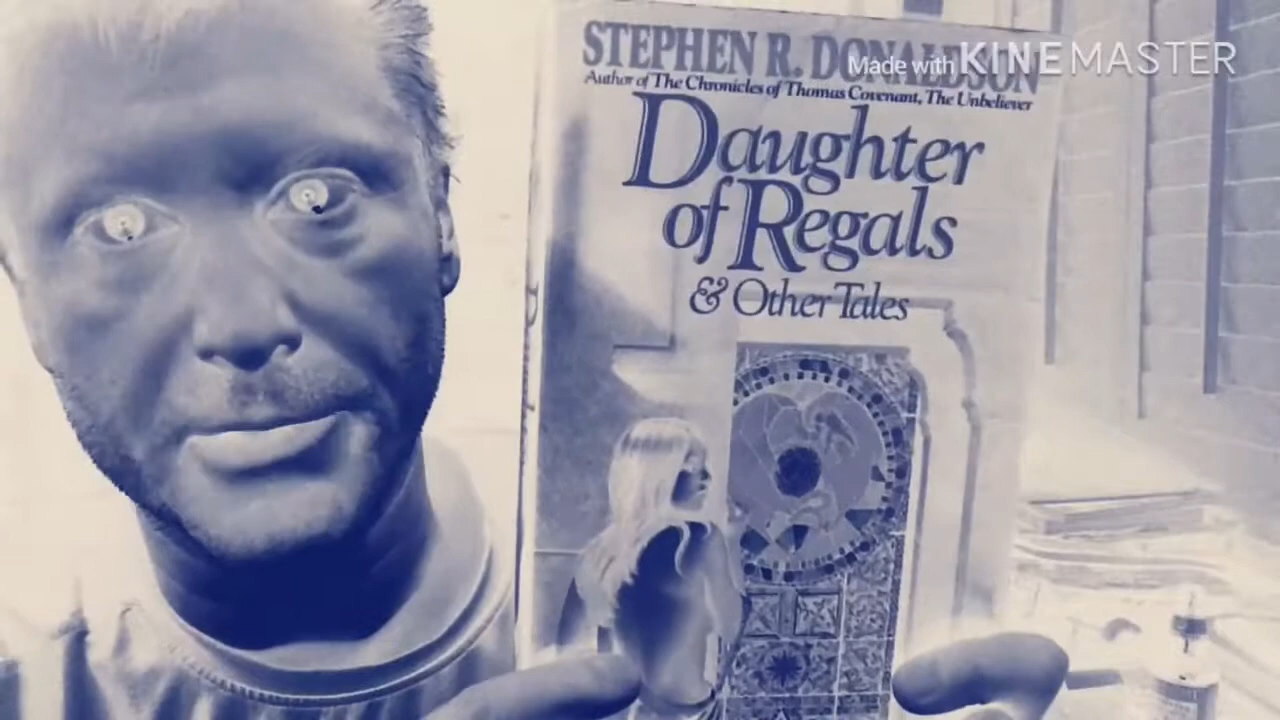 STEPHEN R. DONALDSON
Made with KINEMASTER
Author of The Chronicles of Thomas Covenant, The Unbeliever
Daughter
of Regals
& Other Tales